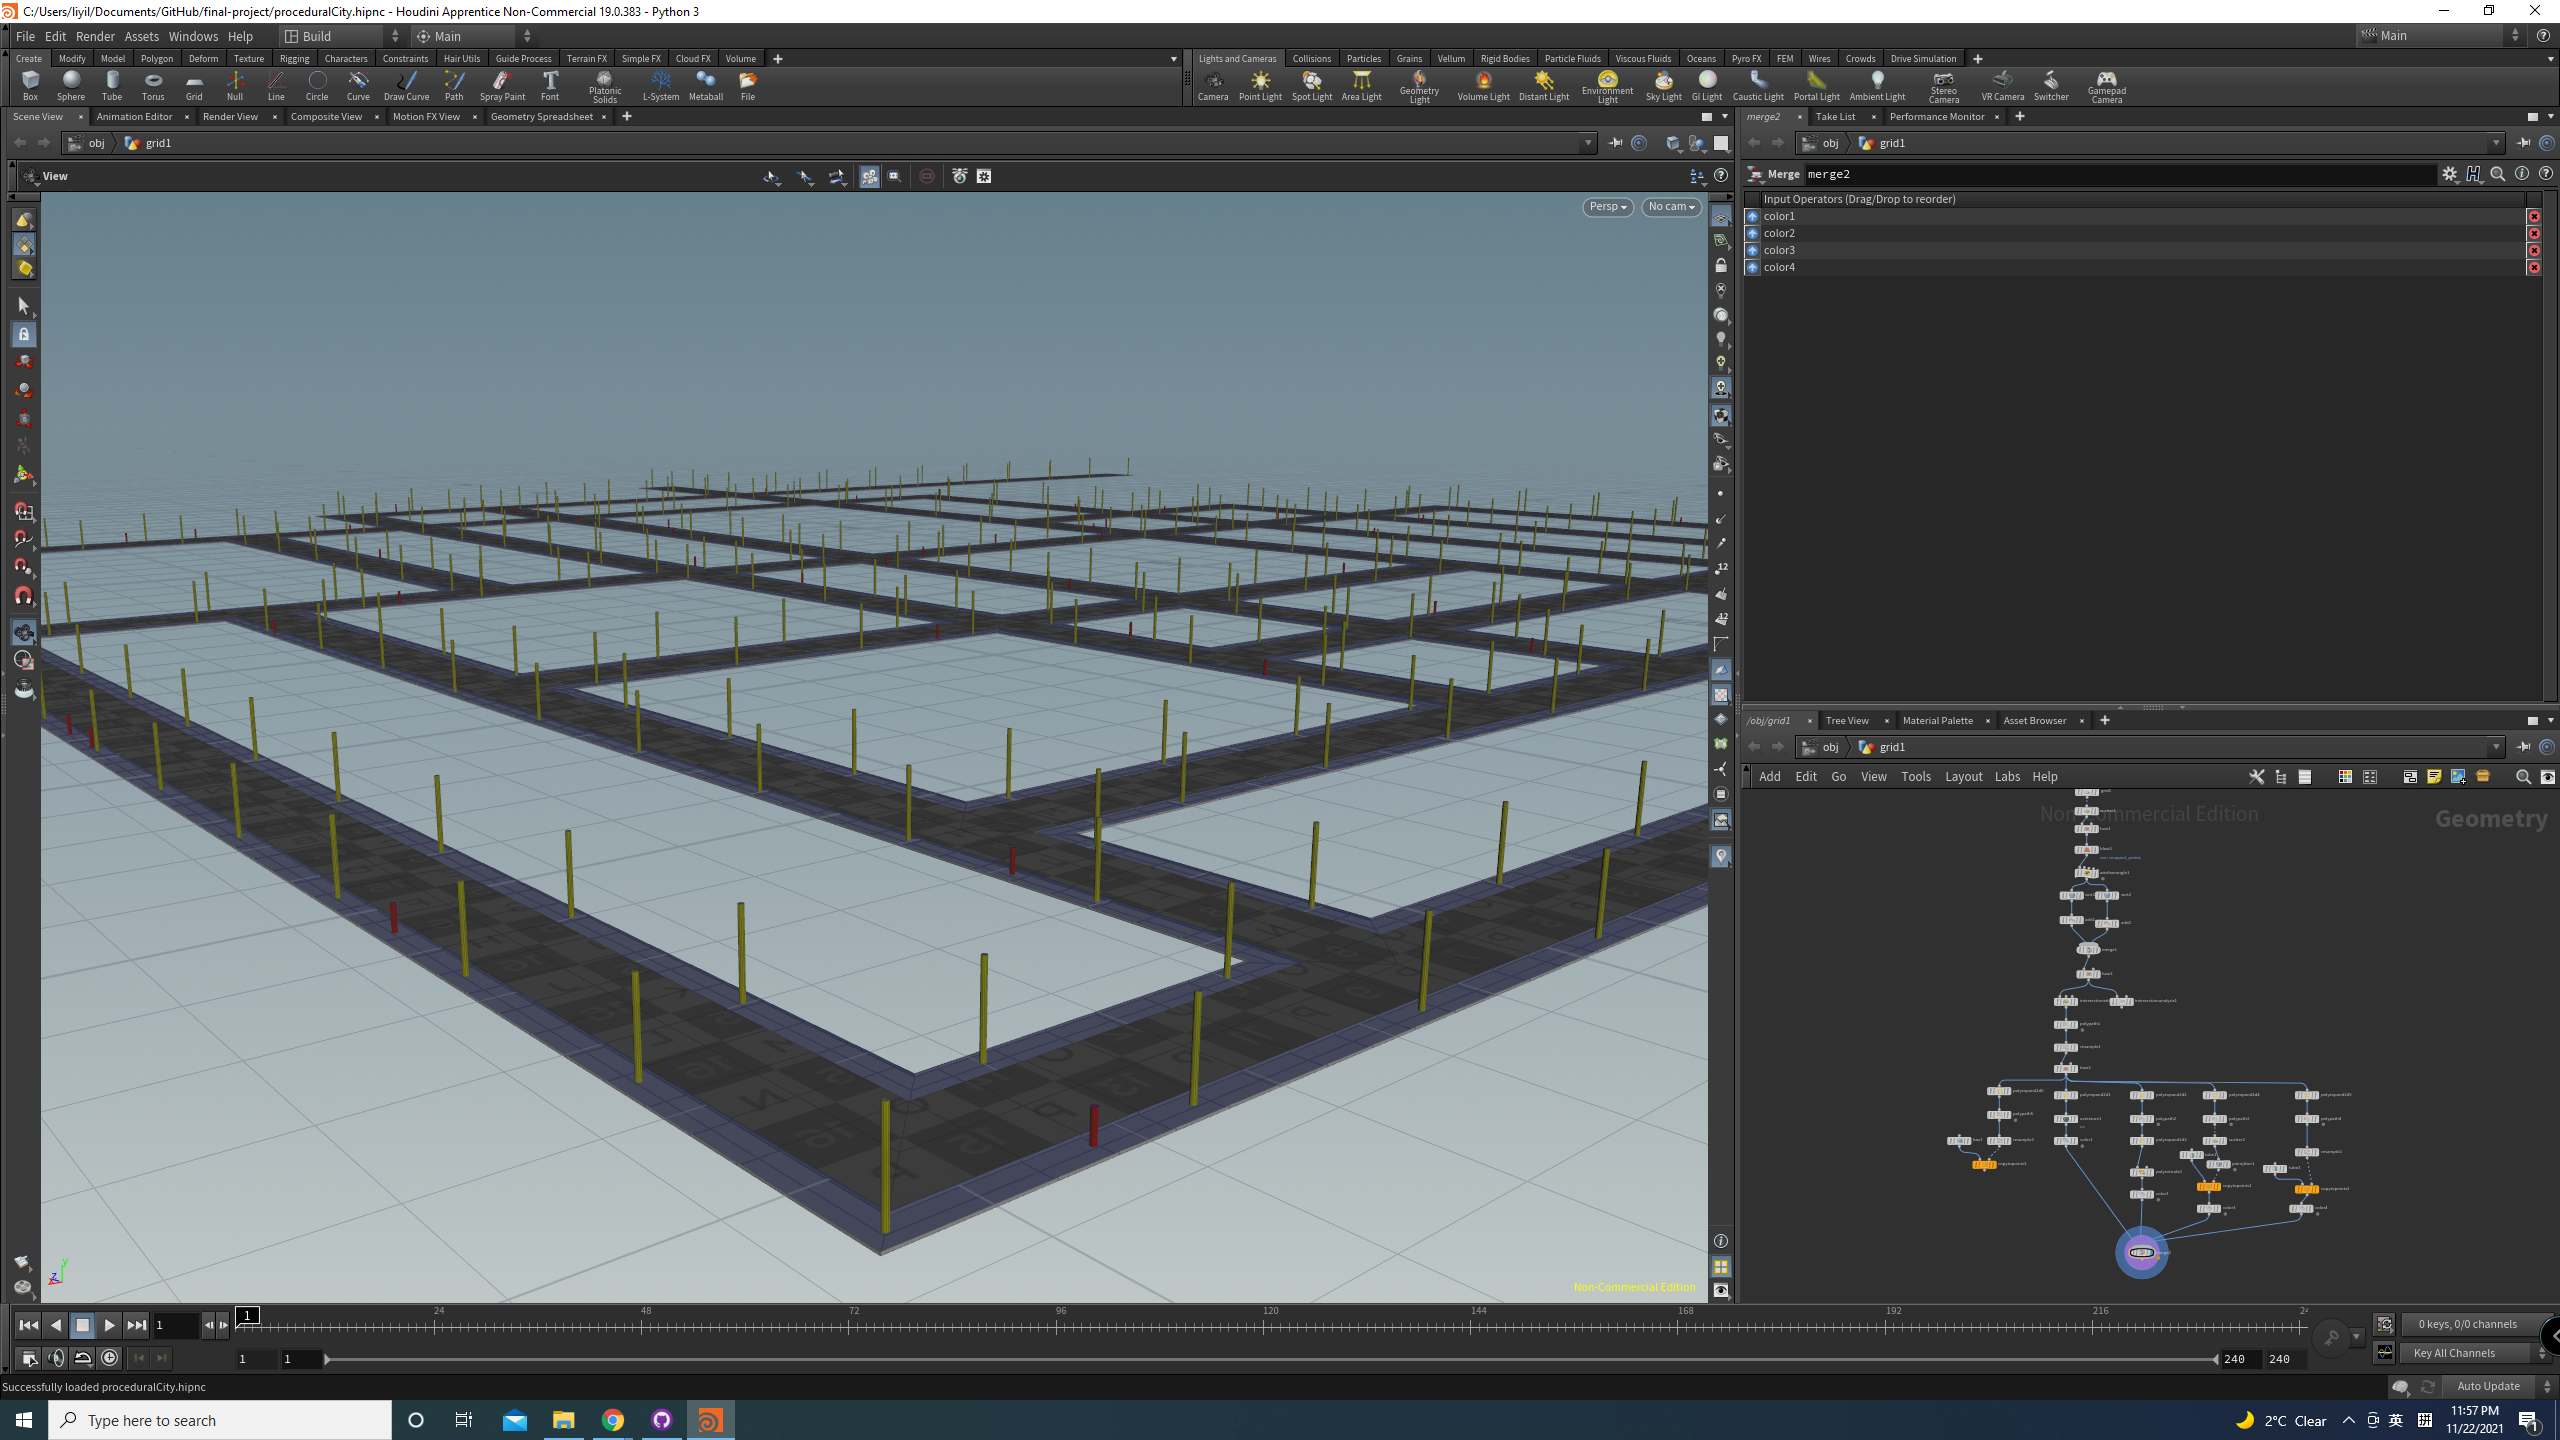 C:/Users/liyil/Documents/GitHub/final-project/proceduralCity.hipnc - Houdini Apprentice Non-Commercial 19.0.383 - Python 3
File Edit Render Assets Windows Help Build Main Main
Create Modify Model Polygon Deform Texture Rigging Characters Constraints Hair Utils Guide Process Terrain FX Simple FX Cloud FX Volume
Lights and Cameras Collisions Particles Grains Vellum Rigid Bodies Particle Fluids Viscous Fluids Oceans Pyro FX FEM Wires Crowds Drive Simulation
Box Sphere Tube Torus Grid Null Line Circle Curve Draw Curve Path Spray Paint Font Platonic Solids L-System Metaball File
Camera Point Light Spot Light Area Light Geometry Light Volume Light Distant Light Environment Light Sky Light GI Light Caustic Light Portal Light Ambient Light Stereo Camera VR Camera Switcher Gamepad Camera
Scene View Animation Editor Render View Composite View Motion FX View Geometry Spreadsheet
obj grid1
View
Persp No cam
Non-Commercial Edition
merge2 Take List Performance Monitor
obj grid1
Merge merge2
Input Operators (Drag/Drop to reorder)
color1
color2
color3
color4
/obj/grid1 Tree View Material Palette Asset Browser
obj grid1
Add Edit Go View Tools Layout Labs Help
Non-Commercial Edition
Geometry
1 1 24 48 72 96 120 144 168 192 216
0 keys, 0/0 channels
1 1 240 240
Key All Channels
Successfully loaded proceduralCity.hipnc
Auto Update
Type here to search
2°C Clear
英
拼
11:57 PM
11/22/2021
1